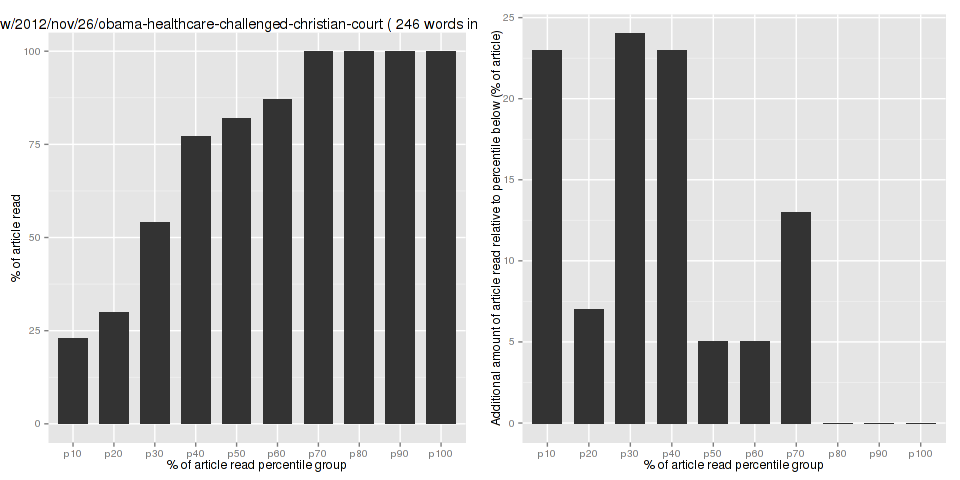 w/2012/nov/26/obama-healthcare-challenged-christian-court ( 246 words in
100
75
50
25
0
% of article read
p10 p20 p30 p40 p50 p60 p70 p80 p90 p100
% of article read percentile group
25
20
15
10
5
0
Additional amount of article read relative to percentile below (% of article)
p10 p20 p30 p40 p50 p60 p70 p80 p90 p100
% of article read percentile group